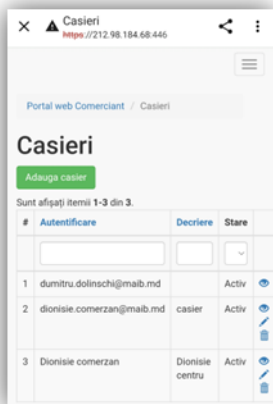 Casieri
https://212.98.184.68:446
Portal web Comerciant / Casieri
Casieri
Adauga casier
Sunt afișați itemii 1-3 din 3.
# Autentificare Decriere Stare
1 dumitru.dolinschi@maib.md Activ
2 dionisie.comerzan@maib.md casier Activ
3 Dionisie comerzan Dionisie centru Activ